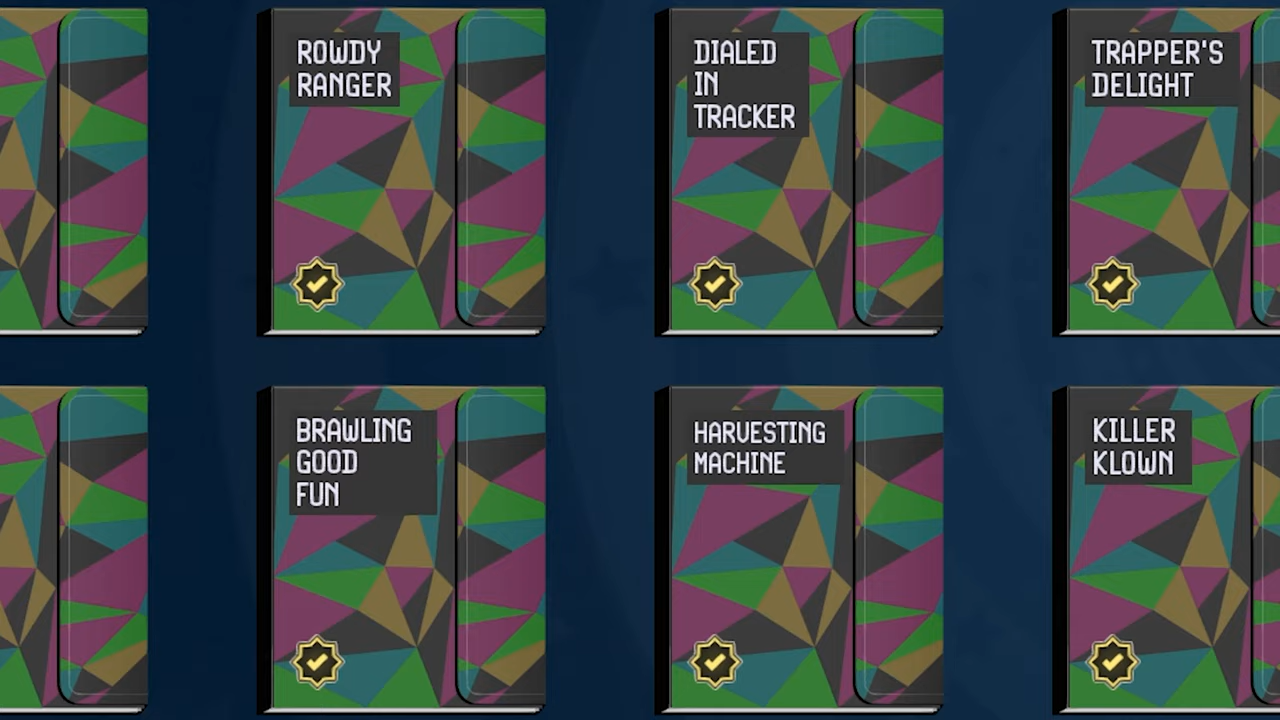 ROWDY
RANGER
DIALED
IN
TRACKER
TRAPPER'S
DELIGHT
BRAWLING
GOOD
FUN
HARVESTING
MACHINE
KILLER
KLOWN